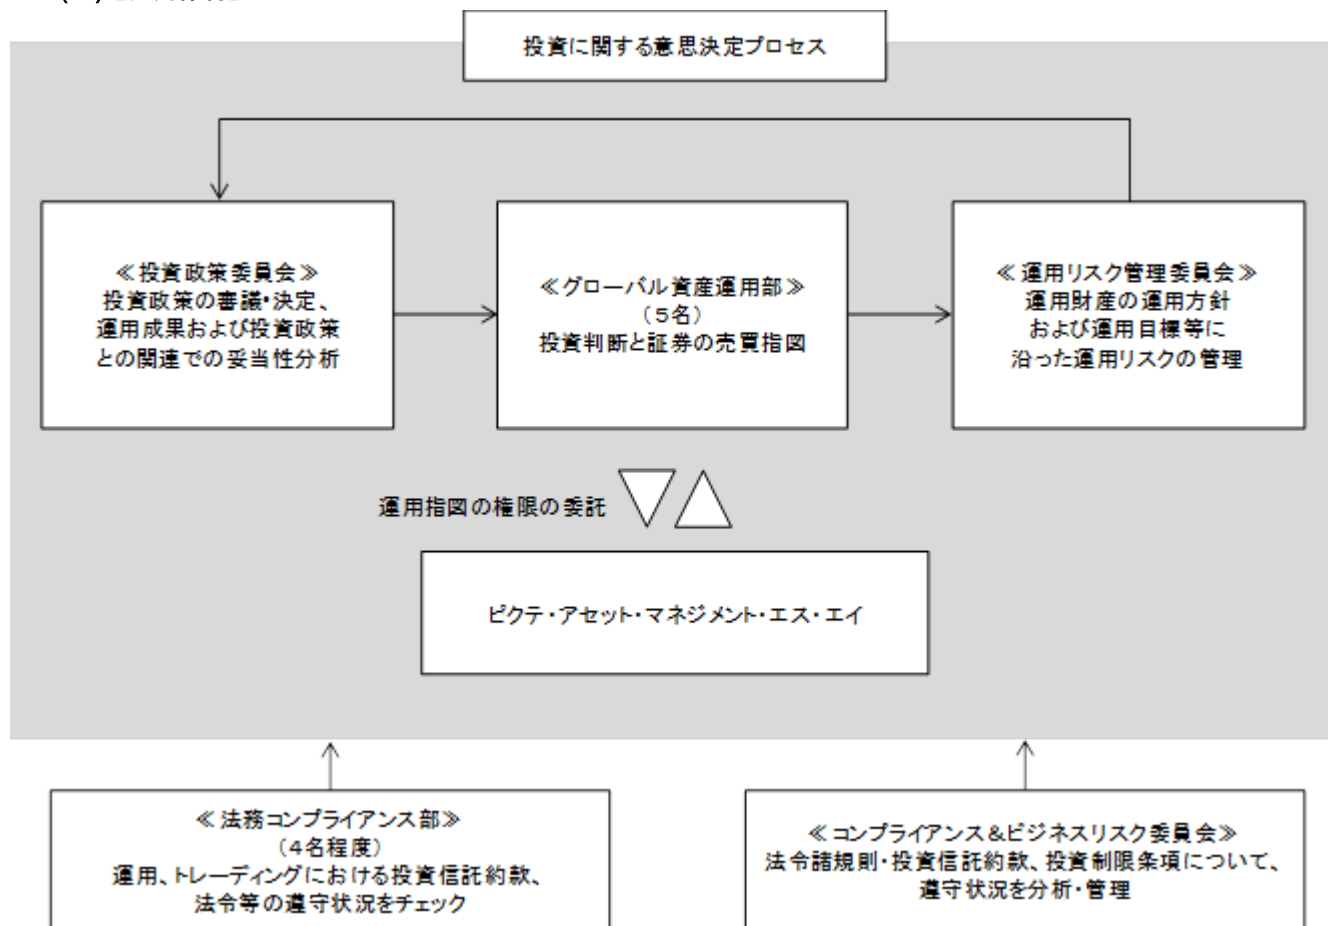 投資に関する意思決定プロセス
≪投資政策委員会≫
投資政策の審議・決定、
運用成果および投資政策
との関連での妥当性分析
≪グローバル資産運用部≫
(5名)
投資判断と証券の売買指図
≪運用リスク管理委員会≫
運用財産の運用方針
および運用目標等に
沿った運用リスクの管理
運用指図の権限の委託
ピクテ・アセット・マネジメント・エス・エイ
≪法務コンプライアンス部≫
(4名程度)
運用、トレーディングにおける投資信託約款、
法令等の遵守状況をチェック
≪コンプライアンス&ビジネスリスク委員会≫
法令諸規則・投資信託約款、投資制限条項について、
遵守状況を分析・管理